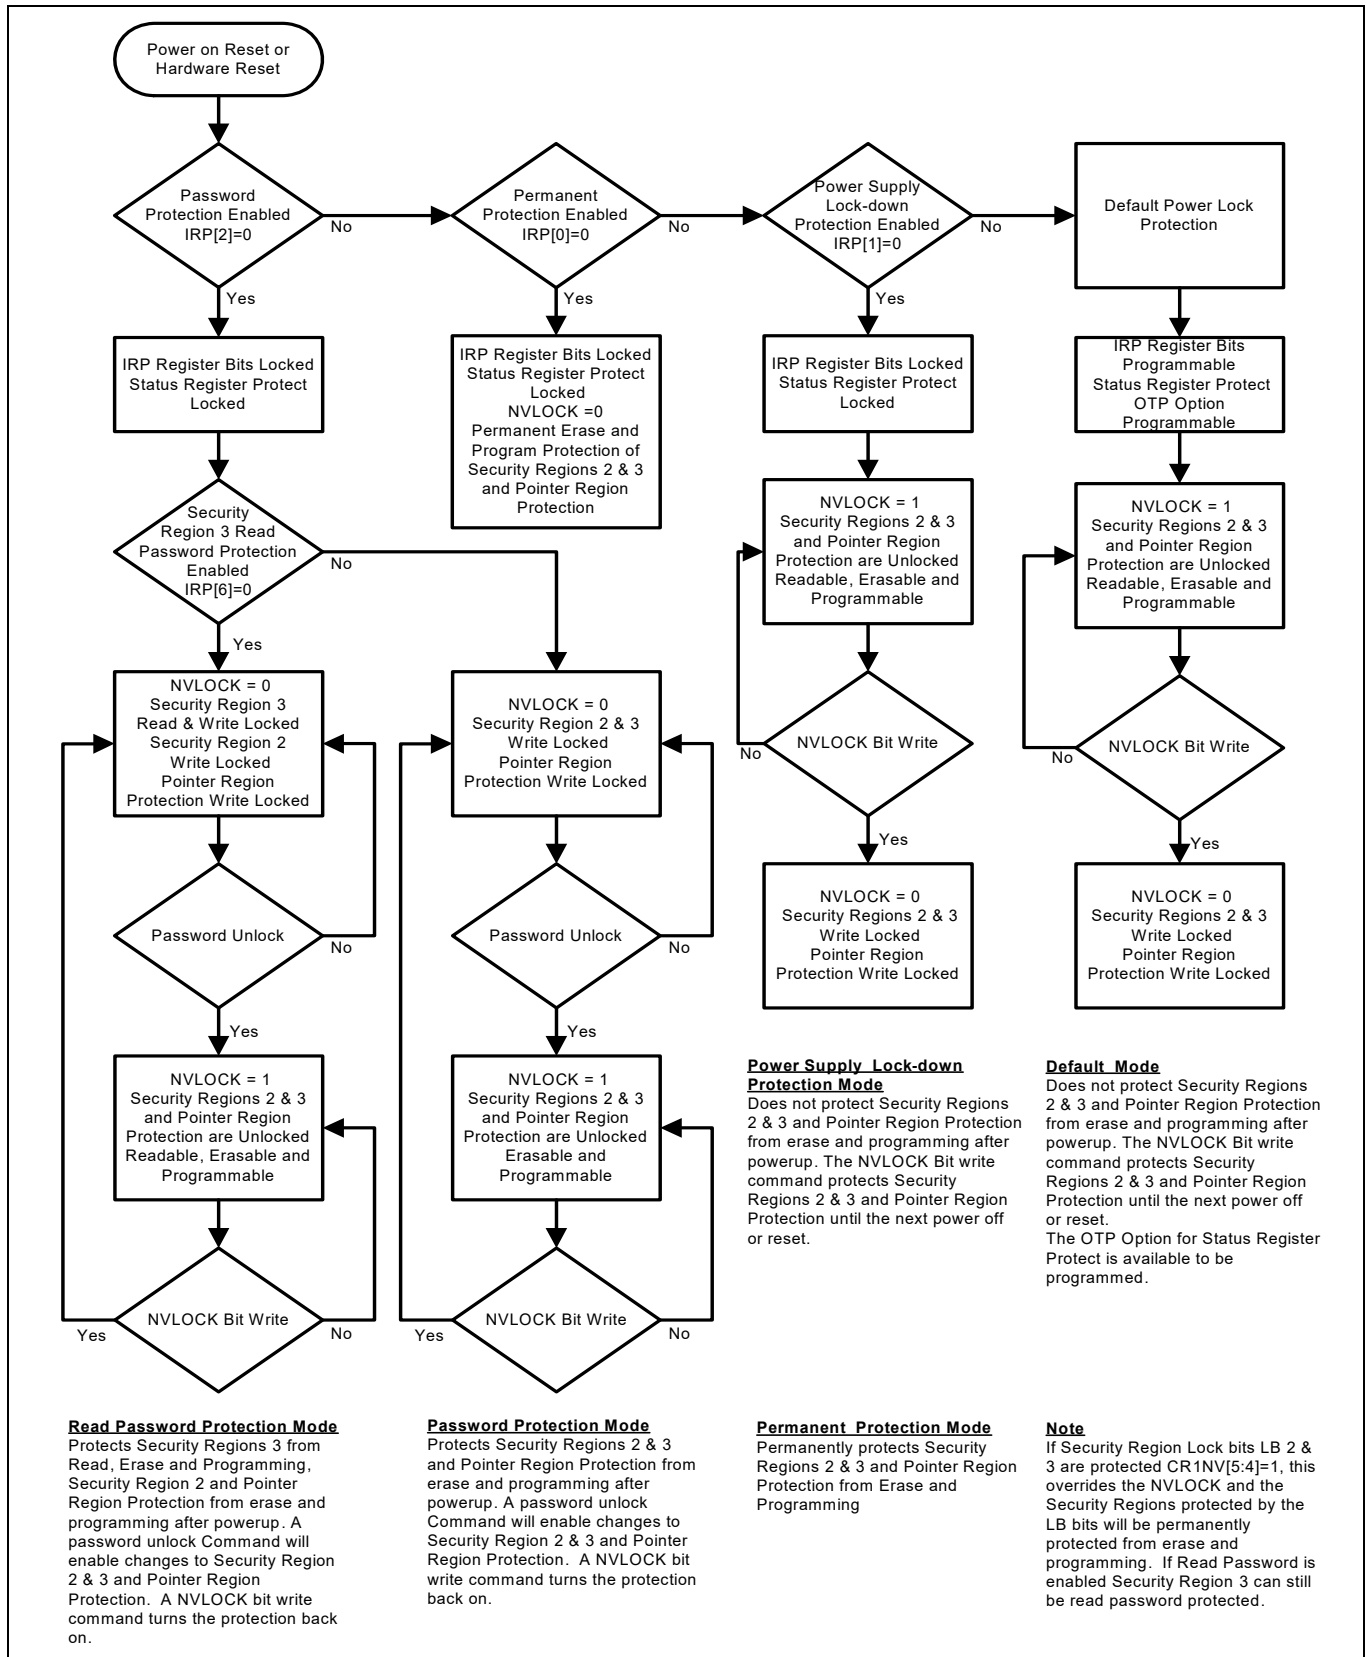 Power on Reset or
Hardware Reset
Password
Protection Enabled
IRP[2]=0
No
Yes
Permanent
Protection Enabled
IRP[0]=0
No
Yes
Power Supply
Lock-down
Protection Enabled
IRP[1]=0
No
Yes
Default Power Lock
Protection
IRP Register Bits Locked
Status Register Protect
Locked
IRP Register Bits Locked
Status Register Protect
Locked
NVLOCK =0
Permanent Erase and
Program Protection of
Security Regions 2 & 3
and Pointer Region
Protection
IRP Register Bits Locked
Status Register Protect
Locked
IRP Register Bits
Programmable
Status Register Protect
OTP Option
Programmable
Security
Region 3 Read
Password Protection
Enabled
IRP[6]=0
No
Yes
NVLOCK = 1
Security Regions 2 & 3
and Pointer Region
Protection are Unlocked
Readable, Erasable and
Programmable
NVLOCK = 1
Security Regions 2 & 3
and Pointer Region
Protection are Unlocked
Readable, Erasable and
Programmable
NVLOCK = 0
Security Region 3
Read & Write Locked
Security Region 2
Write Locked
Pointer Region
Protection Write Locked
NVLOCK = 0
Security Region 2 & 3
Write Locked
Pointer Region
Protection Write Locked
NVLOCK Bit Write
No
Yes
NVLOCK Bit Write
No
Yes
Password Unlock
No
Yes
Password Unlock
No
Yes
NVLOCK = 0
Security Regions 2 & 3
Write Locked
Pointer Region
Protection Write Locked
NVLOCK = 0
Security Regions 2 & 3
Write Locked
Pointer Region
Protection Write Locked
NVLOCK = 1
Security Regions 2 & 3
and Pointer Region
Protection are Unlocked
Readable, Erasable and
Programmable
NVLOCK = 1
Security Regions 2 & 3
and Pointer Region
Protection are Unlocked
Erasable and
Programmable
Power Supply Lock-down
Protection Mode
Does not protect Security Regions
2 & 3 and Pointer Region Protection
from erase and programming after
powerup. The NVLOCK Bit write
command protects Security
Regions 2 & 3 and Pointer Region
Protection until the next power off
or reset.
Default Mode
Does not protect Security Regions
2 & 3 and Pointer Region Protection
from erase and programming after
powerup. The NVLOCK Bit write
command protects Security
Regions 2 & 3 and Pointer Region
Protection until the next power off
or reset.
The OTP Option for Status Register
Protect is available to be
programmed.
NVLOCK Bit Write
Yes
No
NVLOCK Bit Write
Yes
No
Read Password Protection Mode
Protects Security Regions 3 from
Read, Erase and Programming,
Security Region 2 and Pointer
Region Protection from erase and
programming after powerup. A
password unlock Command will
enable changes to Security Region
2 & 3 and Pointer Region
Protection. A NVLOCK bit write
command turns the protection back
on.
Password Protection Mode
Protects Security Regions 2 & 3
and Pointer Region Protection from
erase and programming after
powerup. A password unlock
Command will enable changes to
Security Region 2 & 3 and Pointer
Region Protection. A NVLOCK bit
write command turns the protection
back on.
Permanent Protection Mode
Permanently protects Security
Regions 2 & 3 and Pointer Region
Protection from Erase and
Programming
Note
If Security Region Lock bits LB 2 &
3 are protected CR1NV[5:4]=1, this
overrides the NVLOCK and the
Security Regions protected by the
LB bits will be permanently
protected from erase and
programming. If Read Password is
enabled Security Region 3 can still
be read password protected.